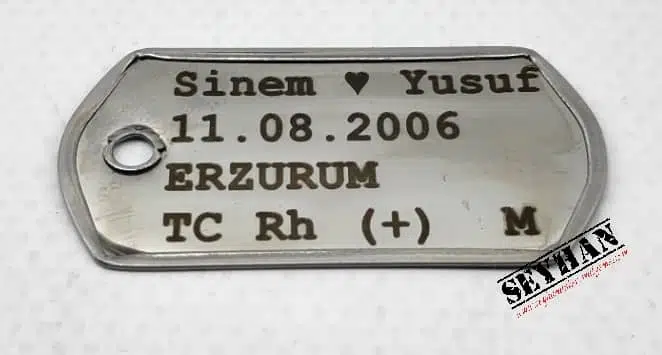 Sinem ♥ Yusuf
11.08.2006
ERZURUM
TC Rh (+) M
SEYHAN